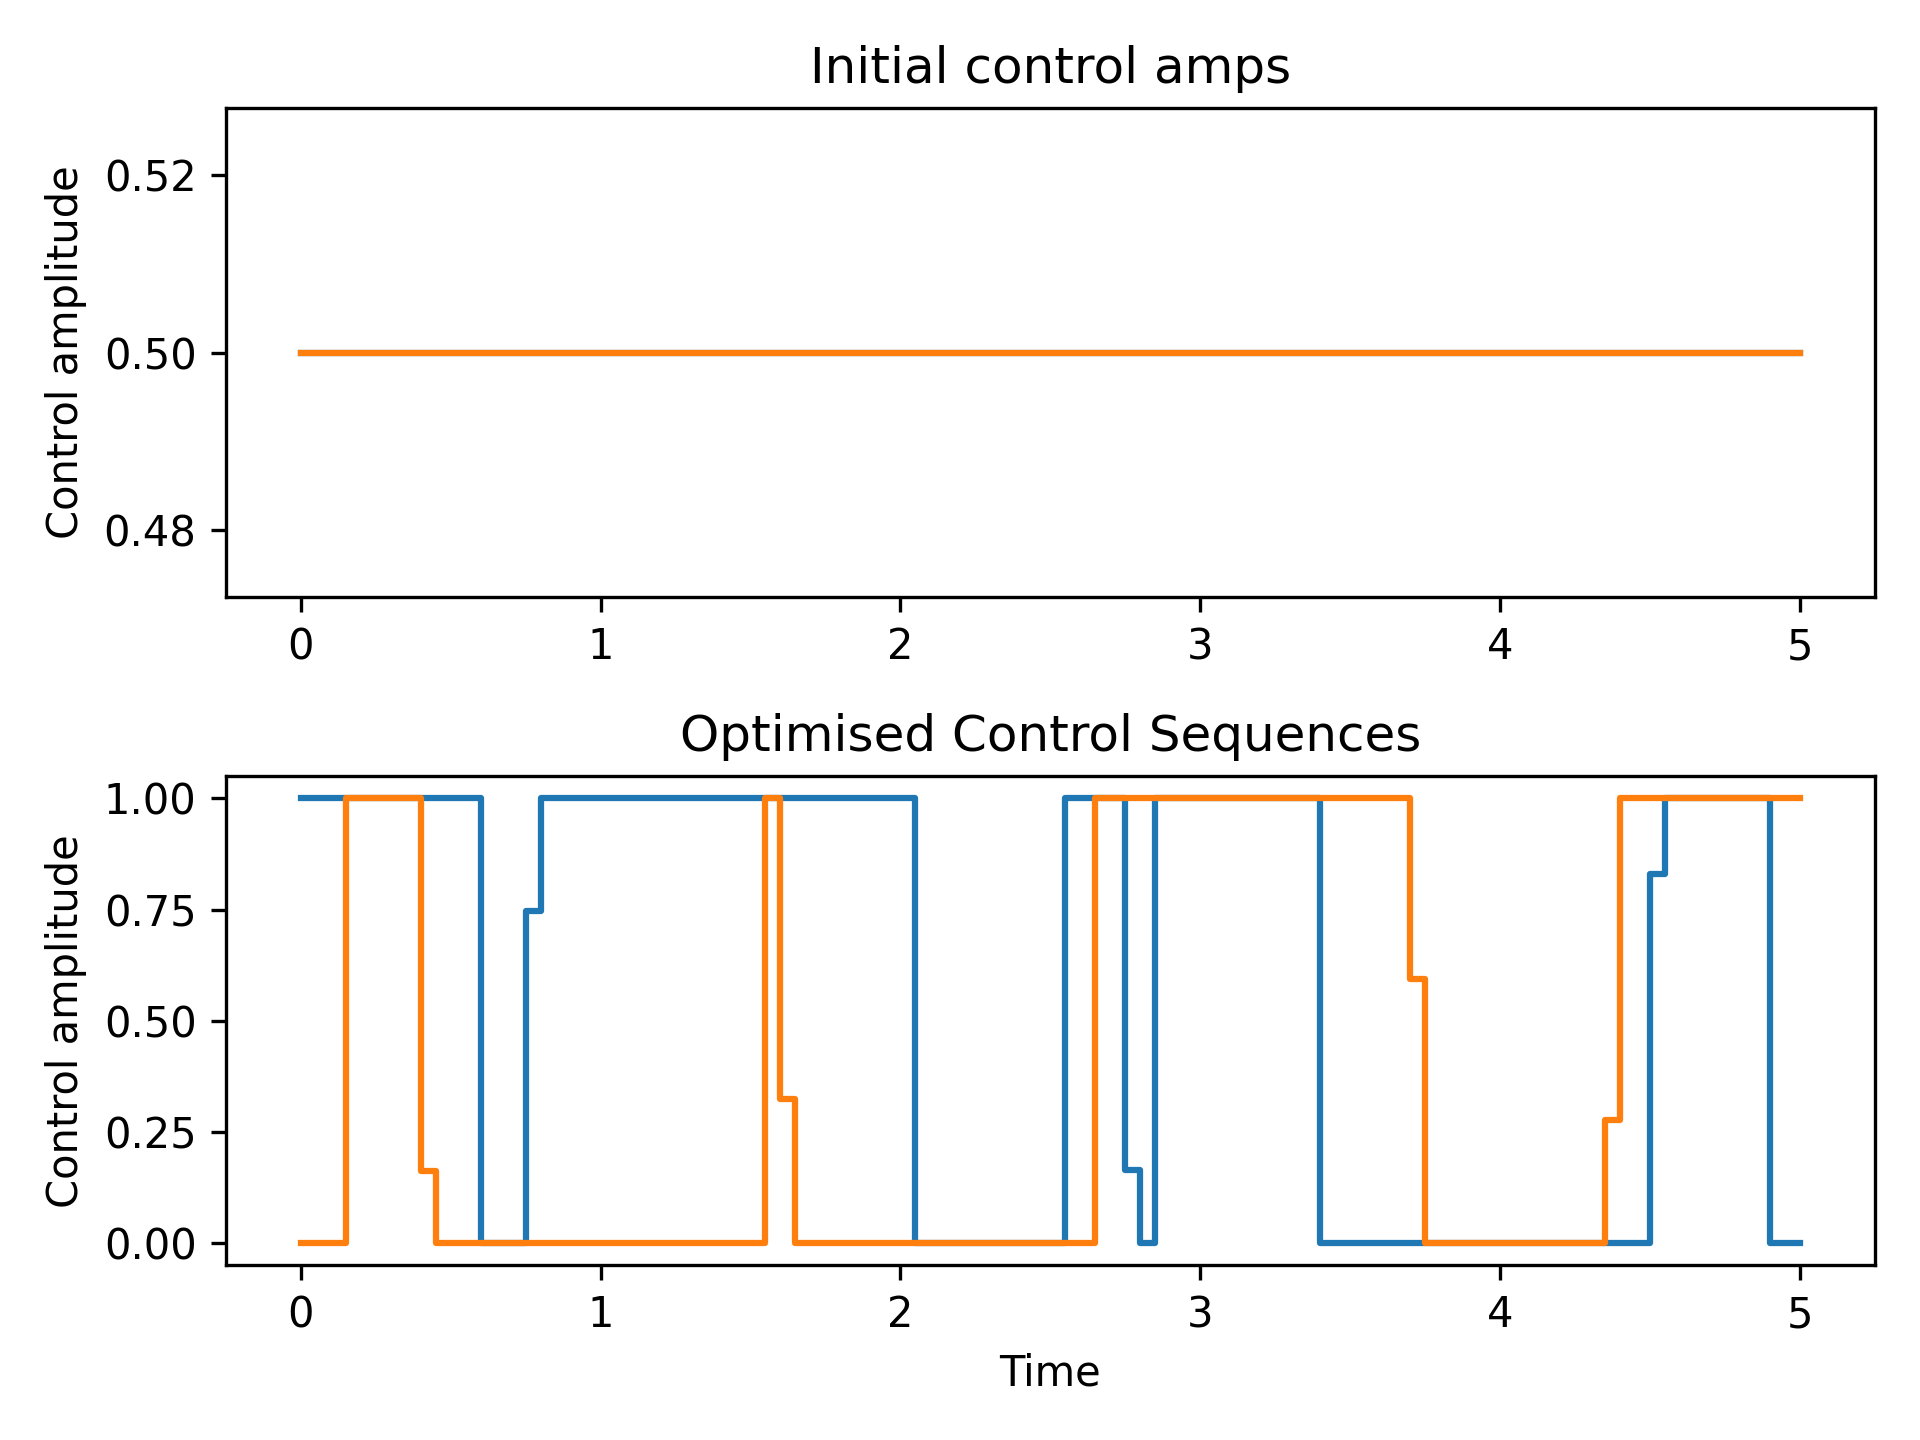 Initial control amps
Control amplitude
0.52
0.50
0.48
0 1 2 3 4 5
Optimised Control Sequences
Control amplitude
1.00
0.75
0.50
0.25
0.00
0 1 2 3 4 5
Time